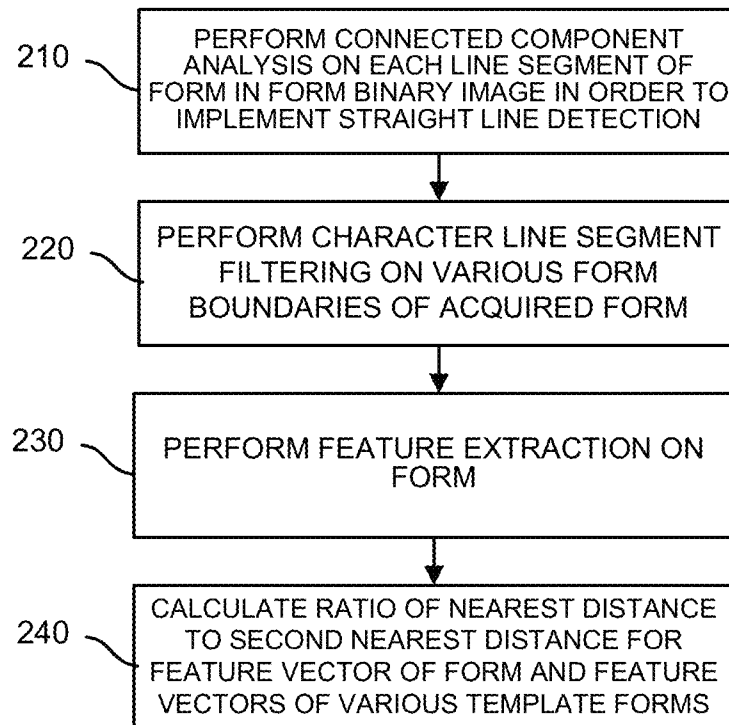 210
PERFORM CONNECTED COMPONENT
ANALYSIS ON EACH LINE SEGMENT OF
FORM IN FORM BINARY IMAGE IN ORDER TO
IMPLEMENT STRAIGHT LINE DETECTION
220
PERFORM CHARACTER LINE SEGMENT
FILTERING ON VARIOUS FORM
BOUNDARIES OF ACQUIRED FORM
230
PERFORM FEATURE EXTRACTION ON
FORM
240
CALCULATE RATIO OF NEAREST DISTANCE
TO SECOND NEAREST DISTANCE FOR
FEATURE VECTOR OF FORM AND FEATURE
VECTORS OF VARIOUS TEMPLATE FORMS